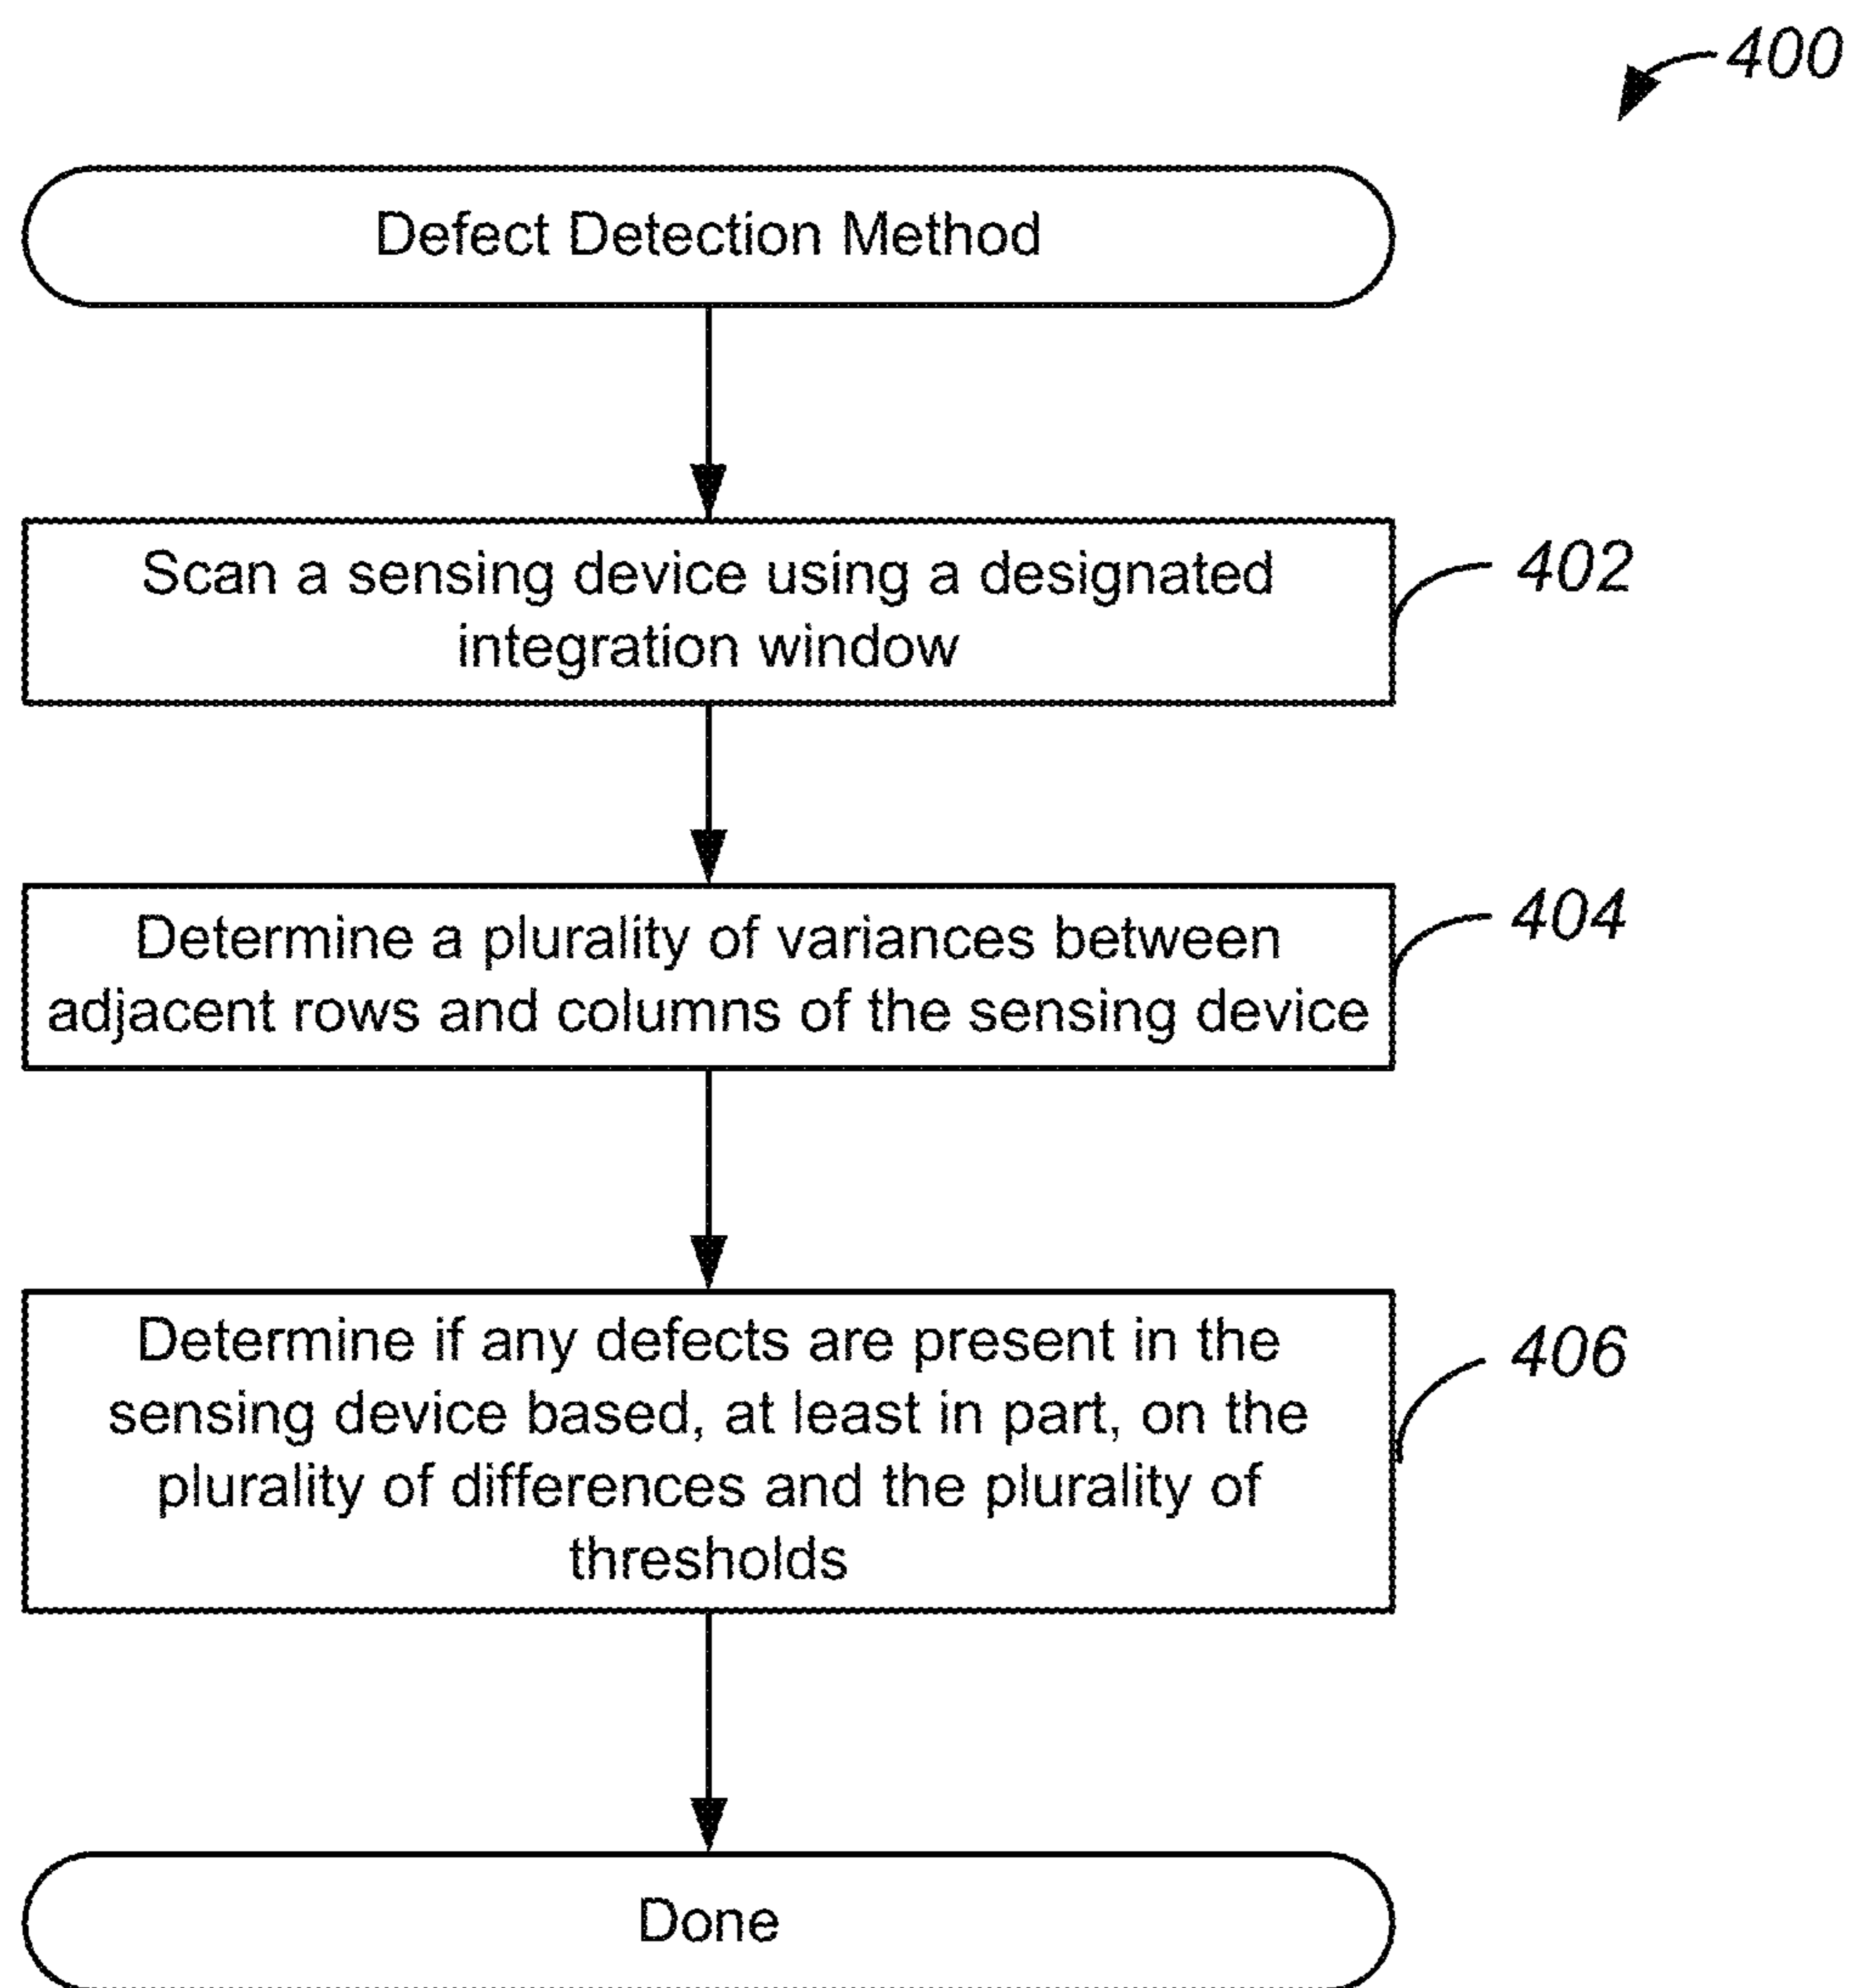 400
Defect Detection Method
Scan a sensing device using a designated
integration window
402
Determine a plurality of variances between
adjacent rows and columns of the sensing device
404
Determine if any defects are present in the
sensing device based, at least in part, on the
plurality of differences and the plurality of
thresholds
406
Done